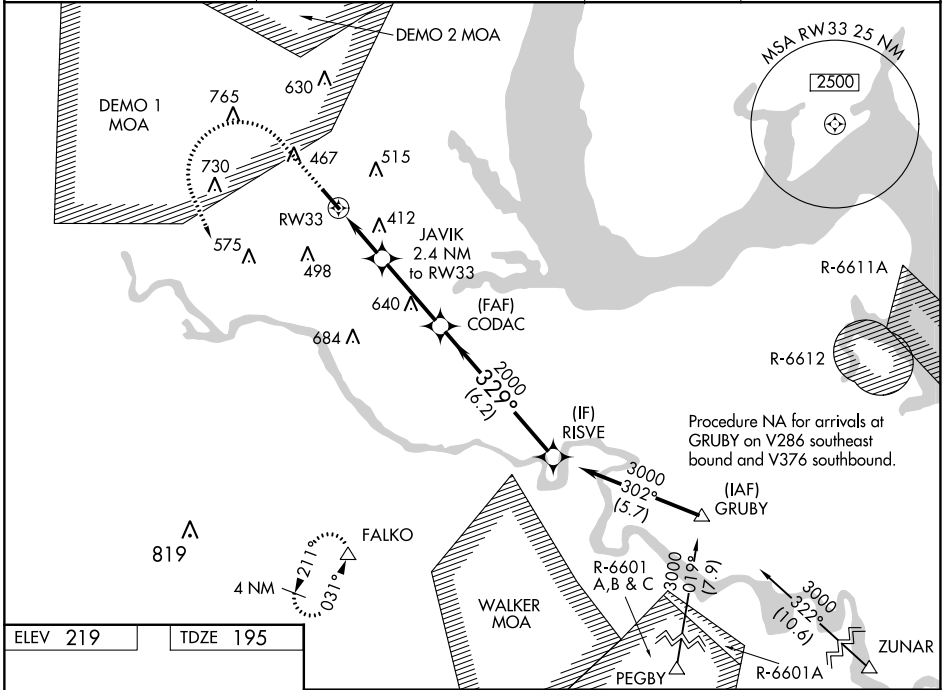 DEMO 2 MOA
MSA RW33 25 NM
2500
DEMO 1
MOA
630
765
467
515
730
RW33
412
JAVIK
2.4 NM
to RW33
575
498
640
(FAF)
CODAC
684
R-6611A
R-6612
2000
329°
(6.2)
(IF)
RISVE
Procedure NA for arrivals at
GRUBY on V286 southeast
bound and V376 southbound.
3000
302°
(5.7)
(IAF)
GRUBY
819
FALKO
211°
031°
4 NM
R-6601
A,B & C
3000
019°
(7.9)
WALKER
MOA
3000
322°
(10.6)
ZUNAR
PEGBY
R-6601A
ELEV 219
TDZE 195